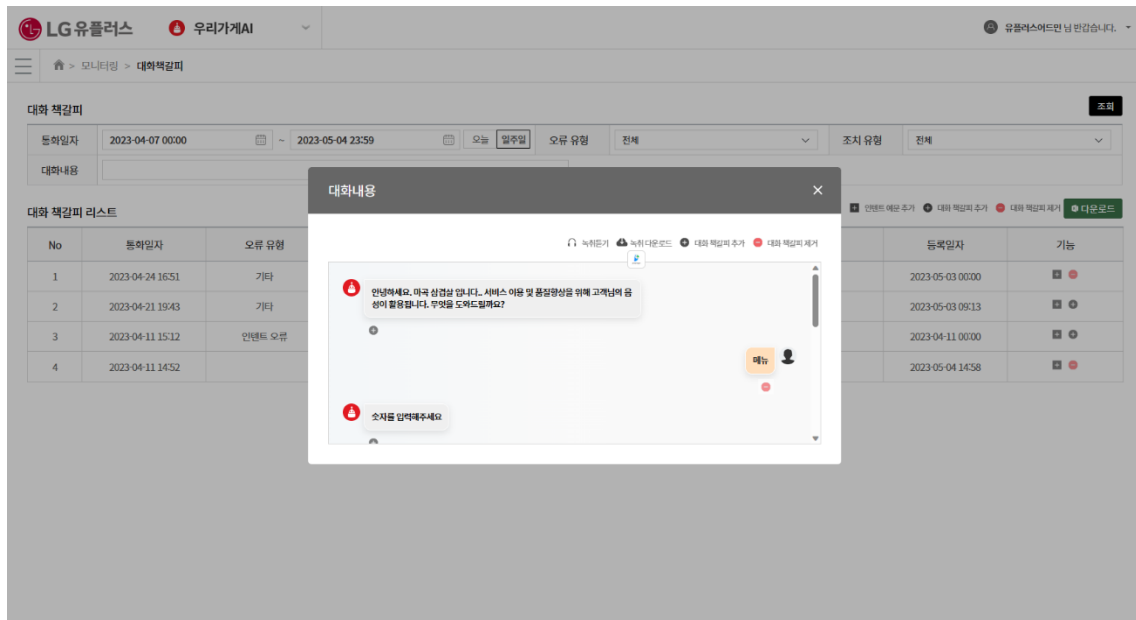 LG 유플러스
우리가게AI
유플러스어드민 님 반갑습니다.
> 모니터링 > 대화책갈피
대화 책갈피
조회
통화일자 2023-04-07 00:00 ~ 2023-05-04 23:59 오늘 일주일 오류 유형 전체 조치 유형 전체
대화내용
대화 책갈피 리스트
인텐트 예문 추가 대화 책갈피 추가 대화 책갈피 제거 다운로드
No 통화일자 오류 유형 등록일자 기능
1 2023-04-24 16:51 기타 2023-05-03 00:00
2 2023-04-21 19:43 기타 2023-05-03 09:13
3 2023-04-11 15:12 인텐트 오류 2023-04-11 00:00
4 2023-04-11 14:52 2023-05-04 14:58
대화내용
녹취듣기 녹취 다운로드 대화 책갈피 추가 대화 책갈피 제거
안녕하세요, 마곡 삼겹살 입니다.. 서비스 이용 및 품질향상을 위해 고객님의 음
성이 활용됩니다. 무엇을 도와드릴까요?
메뉴
숫자를 입력해주세요